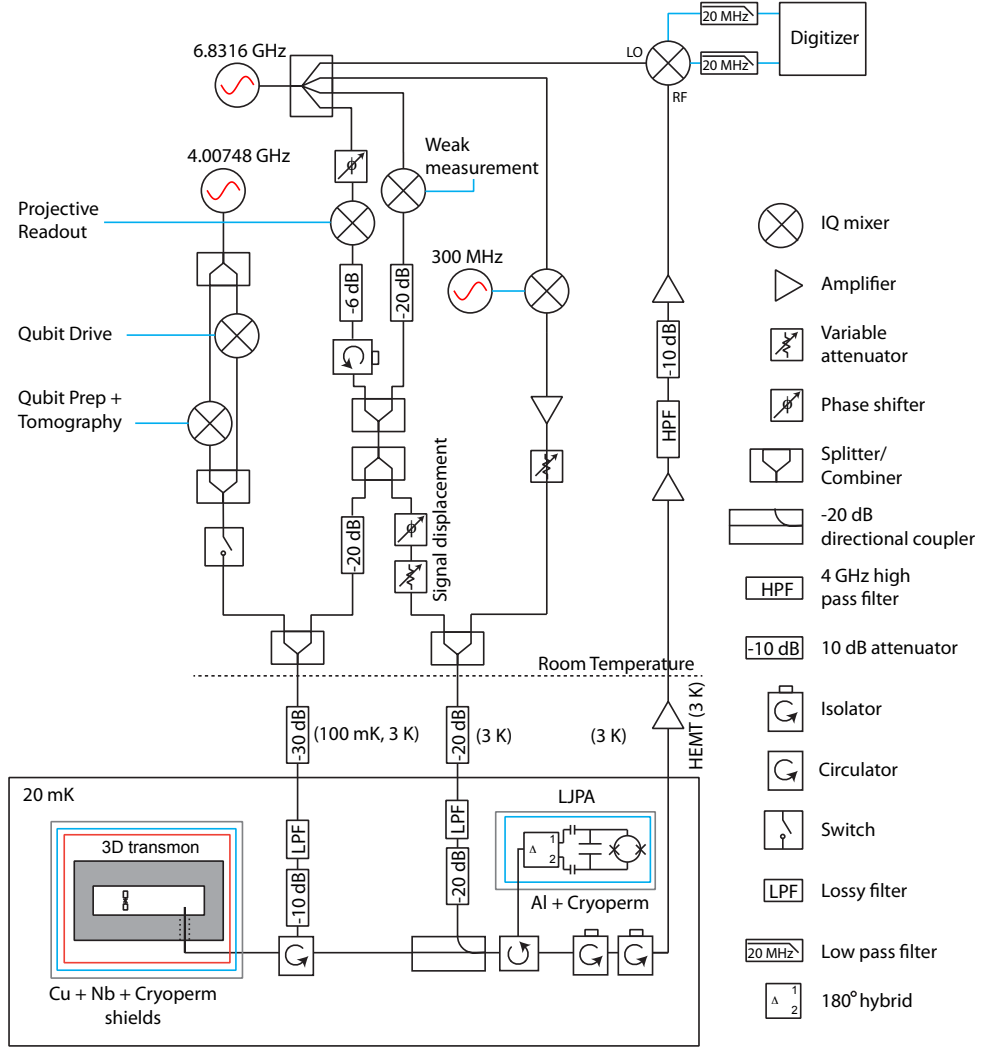 20 MHz
20 MHz
Digitizer
LO
RF
6.8316 GHz
4.00748 GHz
ϕ
Weak
measurement
Projective
Readout
-6 dB
-20 dB
300 MHz
Qubit Drive
Qubit Prep +
Tomography
-10 dB
HPF
-20 dB
ϕ
Signal displacement
Room Temperature
-30 dB
(100 mK, 3 K)
-20 dB
(3 K)
(3 K)
HEMT (3 K)
20 mK
LPF
-10 dB
LPF
-20 dB
LJPA
Δ
1
2
Al + Cryoperm
3D transmon
Cu + Nb + Cryoperm
shields
IQ mixer
Amplifier
Variable
attenuator
ϕ
Phase shifter
Splitter/
Combiner
-20 dB
directional coupler
HPF
4 GHz high
pass filter
-10 dB
10 dB attenuator
Isolator
Circulator
Switch
LPF
Lossy filter
20 MHz
Low pass filter
Δ
1
2
180° hybrid